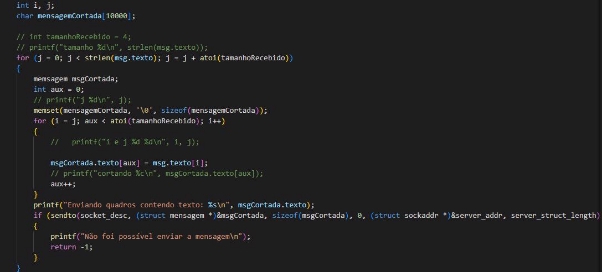 int i, j;
char mensagemCortada[10000];
// int tamanhoRecebido = 4;
// printf("tamanho %d\n", strlen(msg.texto));
for (j = 0; j < strlen(msg.texto); j = j + atoi(tamanhoRecebido))
{
memsagem msgCortada;
int aux = 0;
// printf("j %d\n", j);
memset(mensagemCortada, '\0', sizeof(mensagemCortada));
for (i = j; aux < atoi(tamanhoRecebido); i++)
{
//   printf("i e j %d %d\n", i, j);
msgCortada.texto[aux] = msg.texto[i];
// printf("cortando %c\n", msgCortada.texto[aux]);
aux++;
}
printf("Enviando quadros contendo texto: %s\n", msgCortada.texto);
if (sendto(socket_desc, (struct mensagem *)&msgCortada, sizeof(msgCortada), 0, (struct sockaddr *)&server_addr, server_struct_length)
{
printf("Não foi possível enviar a mensagem\n");
return -1;
}
}